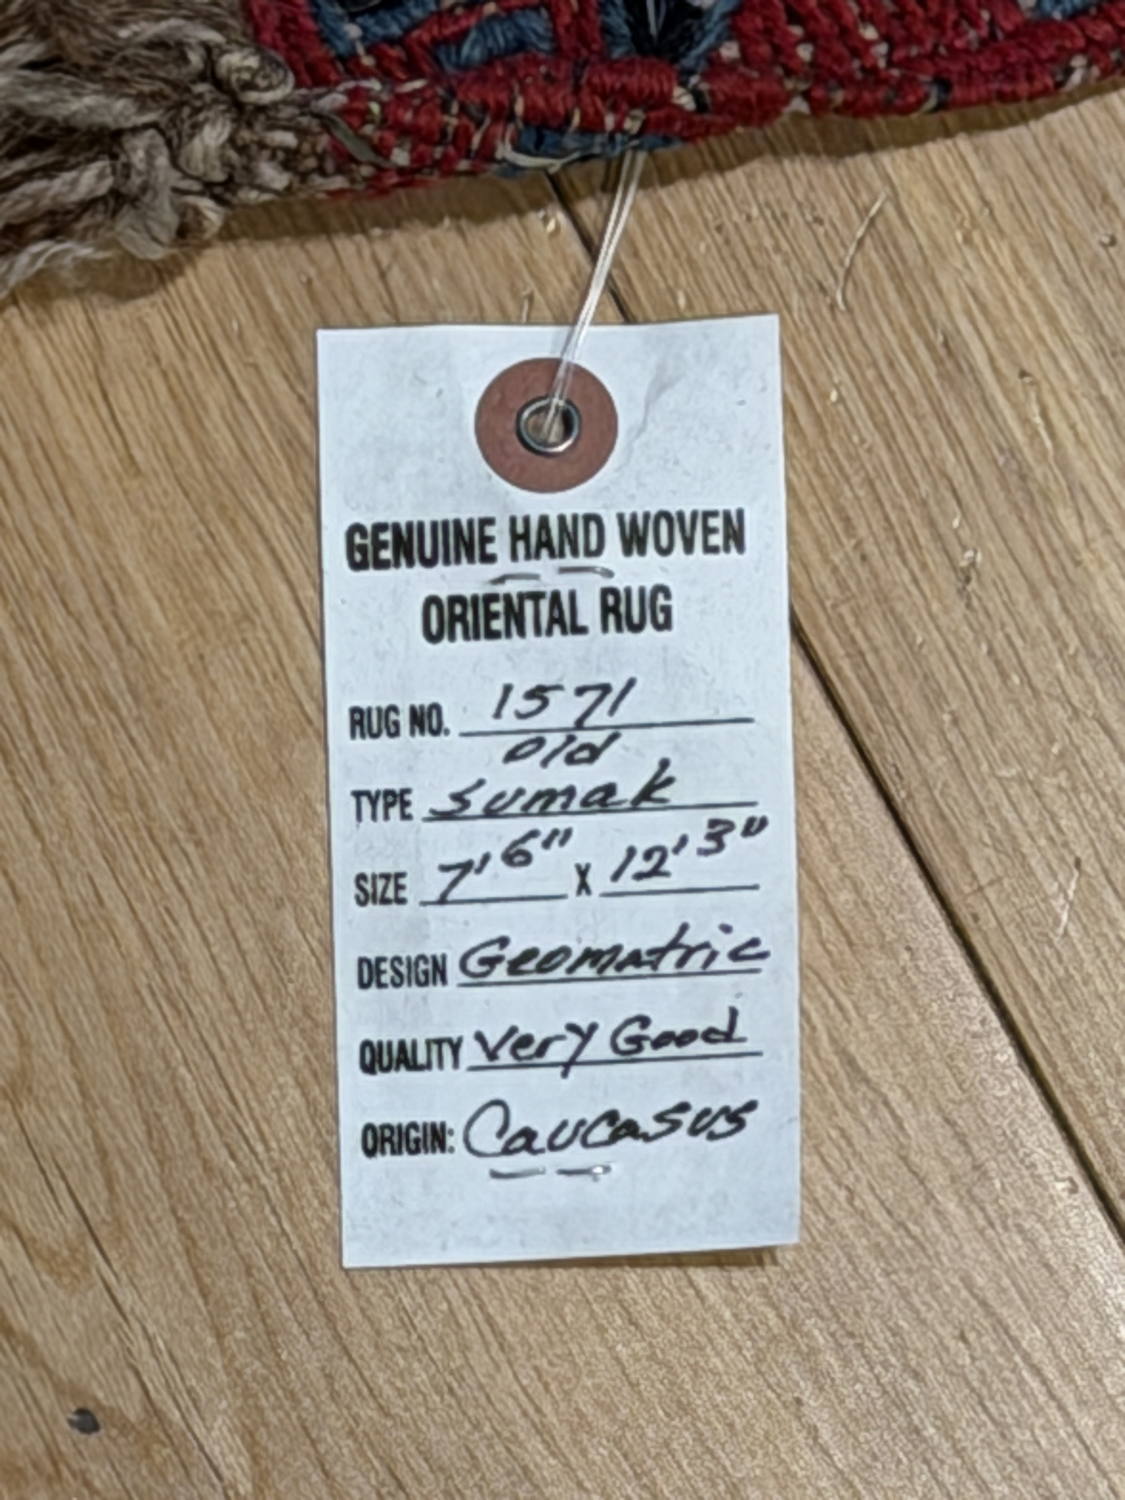 GENUINE HAND WOVEN
ORIENTAL RUG
RUG NO. 1571
old
TYPE Sumak
SIZE 7'6" X 12'3"
DESIGN Geomatric
QUALITY Very Good
ORIGIN: Caucasus